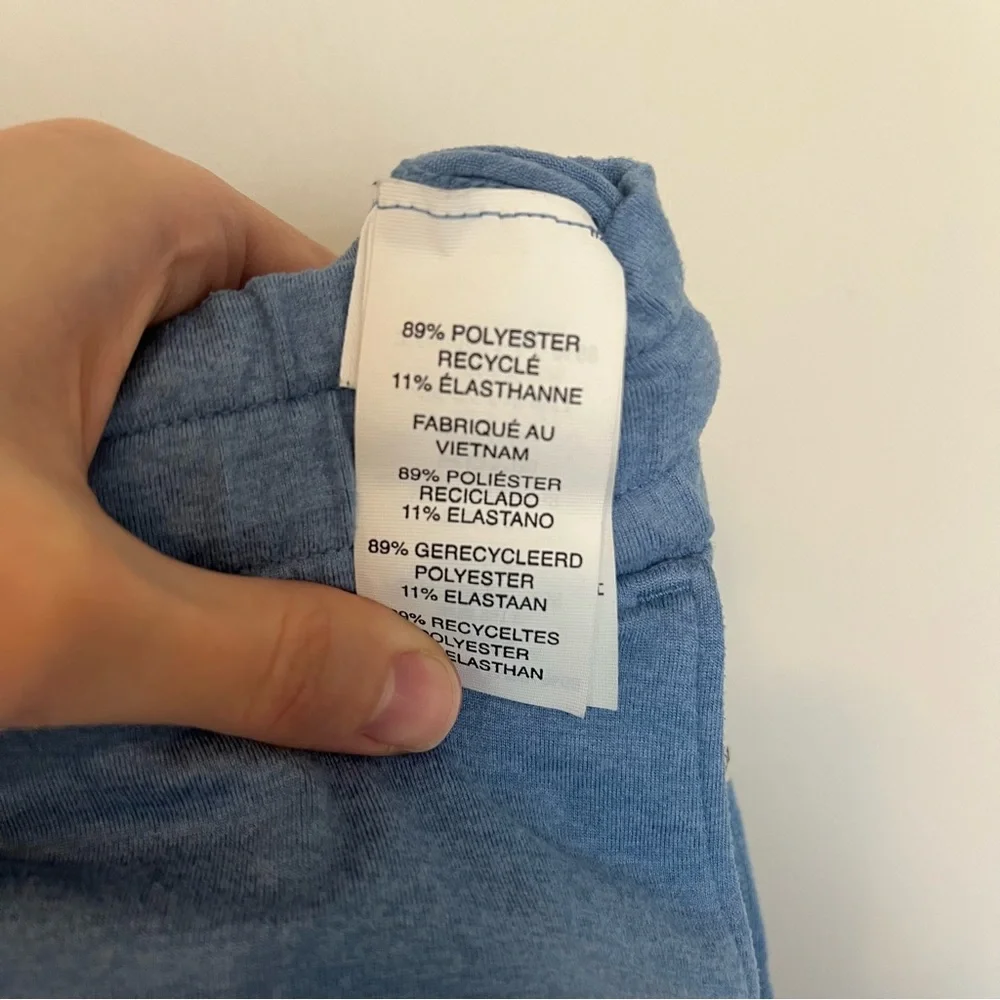 89% POLYESTER
RECYCLÉ
11% ÉLASTHANNE
FABRIQUÉ AU
VIETNAM
89% POLIÉSTER
RECICLADO
11% ELASTANO
89% GERECYCLEERD
POLYESTER
11% ELASTAAN
RECYCELTES
ELASTHAN